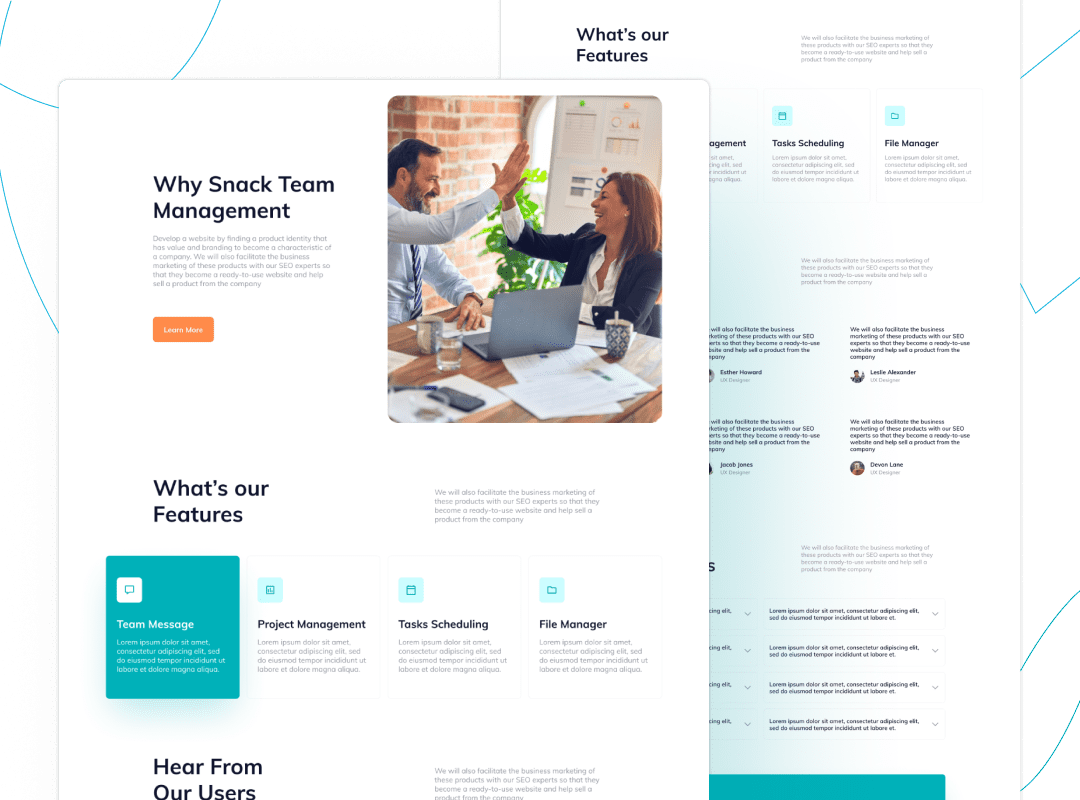 What's our
Features
We will also facilitate the business marketing of
these products with our SEO experts so that they
become a ready-to-use website and help sell a
product from the company
Tasks Scheduling
Lorem ipsum dolor sit amet,
consectetur adipiscing elit, sed
do eiusmod tempor incididunt ut
labore et dolore magna aliqua.
File Manager
Lorem ipsum dolor sit amet,
consectetur adipiscing elit, sed
do eiusmod tempor incididunt ut
labore et dolore magna aliqua.
We will also facilitate the business marketing of
these products with our SEO experts so that they
become a ready-to-use website and help sell a
product from the company
will also facilitate the business
of these products with our SEO
so that they become a ready-to-use
and help sell a product from the
Esther Howard
UX Designer
We will also facilitate the business
marketing of these products with our SEO
experts so that they become a ready-to-use
website and help sell a product from the
company
Leslie Alexander
UX Designer
will also facilitate the business
of these products with our SEO
so that they become a ready-to-use
and help sell a product from the
Jacob Jones
UX Designer
We will also facilitate the business
marketing of these products with our SEO
experts so that they become a ready-to-use
website and help sell a product from the
company
Devon Lane
UX Designer
We will also facilitate the business marketing of
these products with our SEO experts so that they
become a ready-to-use website and help sell a
product from the company
elit,
Lorem ipsum dolor sit amet, consectetur adipiscing elit,
sed do eiusmod tempor incididunt ut labore et.
elit,
Lorem ipsum dolor sit amet, consectetur adipiscing elit,
sed do eiusmod tempor incididunt ut labore et.
elit,
Lorem ipsum dolor sit amet, consectetur adipiscing elit,
sed do eiusmod tempor incididunt ut labore et.
elit,
Lorem ipsum dolor sit amet, consectetur adipiscing elit,
sed do eiusmod tempor incididunt ut labore et.
Why Snack Team
Management
Develop a website by finding a product identity that
has value and branding to become a characteristic of
a company. We will also facilitate the business
marketing of these products with our SEO experts so
that they become a ready-to-use website and help
sell a product from the company
Learn More
What's our
Features
We will also facilitate the business marketing of
these products with our SEO experts so that they
become a ready-to-use website and help sell a
product from the company
Team Message
Lorem ipsum dolor sit amet,
consectetur adipiscing elit, sed
do eiusmod tempor incididunt ut
labore et dolore magna aliqua.
Project Management
Lorem ipsum dolor sit amet,
consectetur adipiscing elit, sed
do eiusmod tempor incididunt ut
labore et dolore magna aliqua.
Tasks Scheduling
Lorem ipsum dolor sit amet,
consectetur adipiscing elit, sed
do eiusmod tempor incididunt ut
labore et dolore magna aliqua.
File Manager
Lorem ipsum dolor sit amet,
consectetur adipiscing elit, sed
do eiusmod tempor incididunt ut
labore et dolore magna aliqua.
Hear From
Our Users
We will also facilitate the business marketing of
these products with our SEO experts so that they
become a ready-to-use website and help sell a